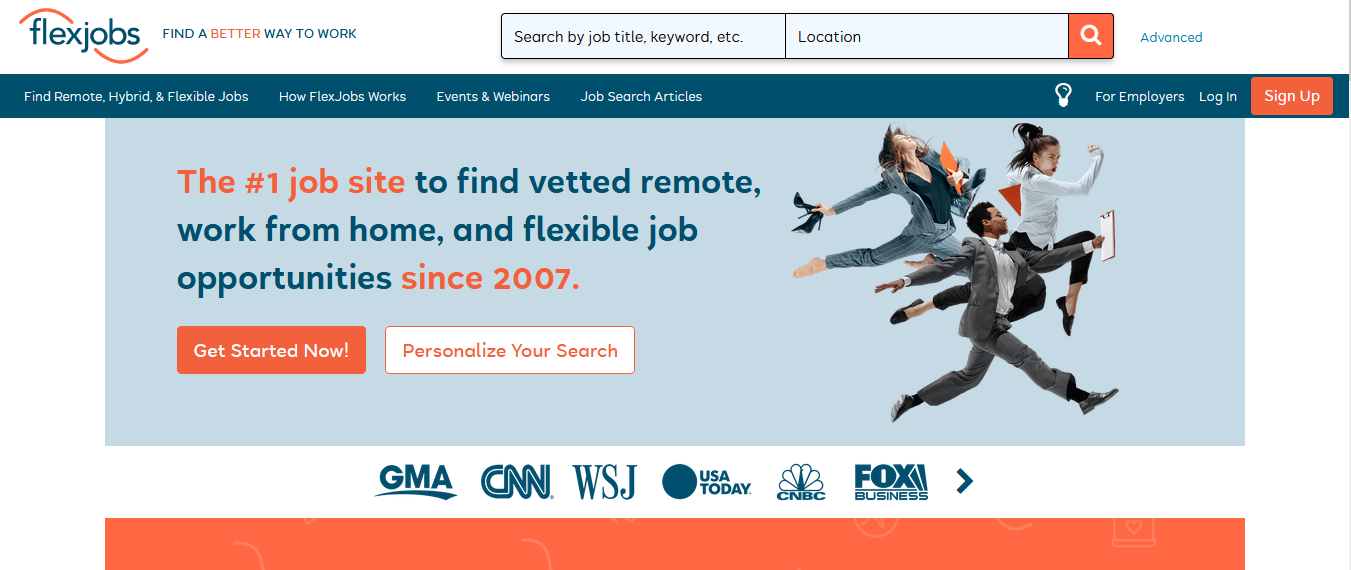 flexjobs FIND A BETTER WAY TO WORK
Search by job title, keyword, etc. Location Advanced
Find Remote, Hybrid, & Flexible Jobs How FlexJobs Works Events & Webinars Job Search Articles For Employers Log In Sign Up
The #1 job site to find vetted remote,
work from home, and flexible job
opportunities since 2007.
Get Started Now! Personalize Your Search
GMA CNN WSJ USA TODAY CNBC FOX BUSINESS